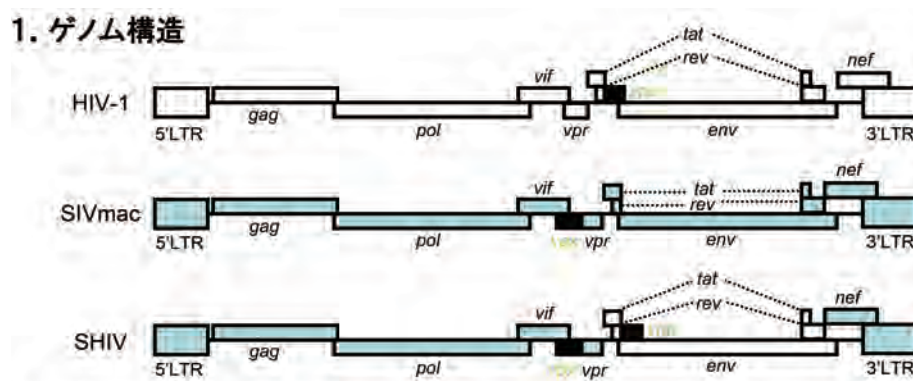 1. ゲノム構造
tat
rev
nef
vif
HIV-1
5'LTR
gag
pol
vpr
env
3'LTR
nef
vif
tat
rev
SIVmac
5'LTR
gag
pol
vpr
env
3'LTR
tat
nef
vif
rev
SHIV
5'LTR
gag
pol
vpr
env
3'LTR